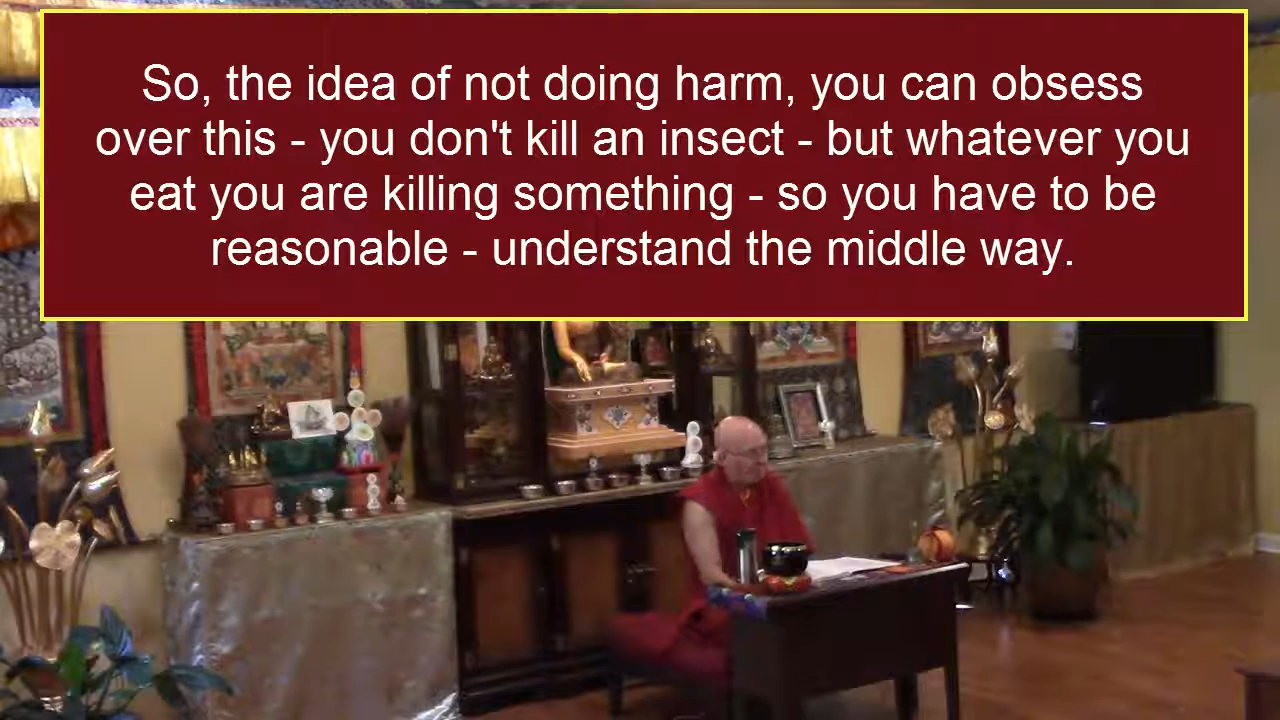 So, the idea of not doing harm, you can obsess
over this - you don't kill an insect - but whatever you
eat you are killing something - so you have to be
reasonable - understand the middle way.